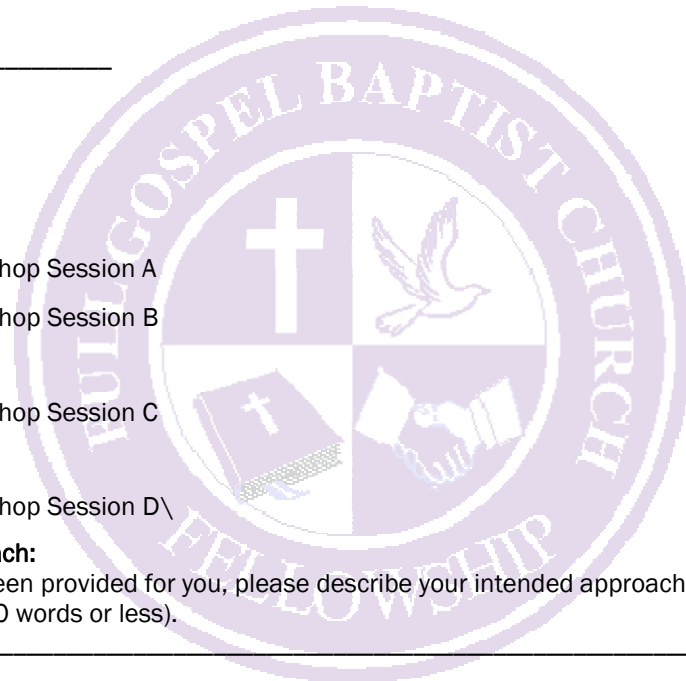 FULL GOSPEL BAPTIST CHURCH
FELLOWSHIP
hop Session A
hop Session B
hop Session C
hop Session D\
ach:
een provided for you, please describe your intended approach
0 words or less).